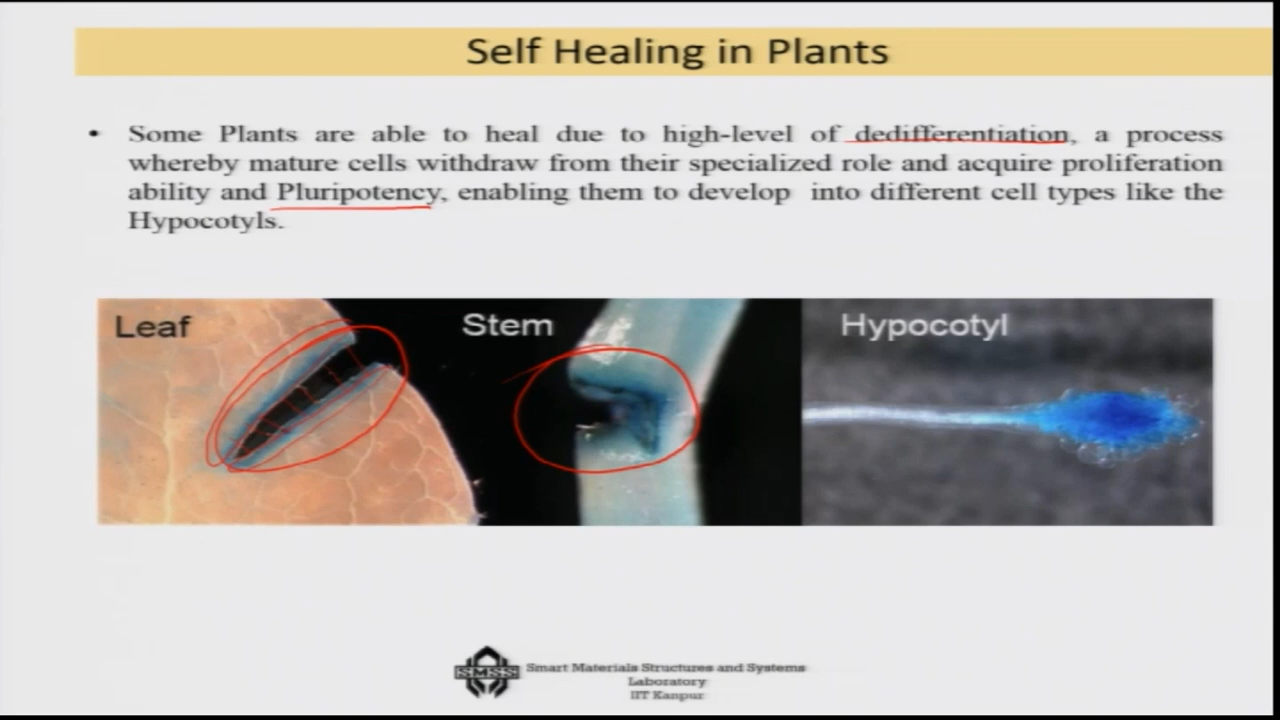 Self Healing in Plants
• Some Plants are able to heal due to high-level of dedifferentiation, a process
whereby mature cells withdraw from their specialized role and acquire proliferation
ability and Pluripotency, enabling them to develop into different cell types like the
Hypocotyls.
Leaf
Stem
Hypocotyl
SMSS
Smart Materials Structures and Systems
Laboratory
IIT Kanpur